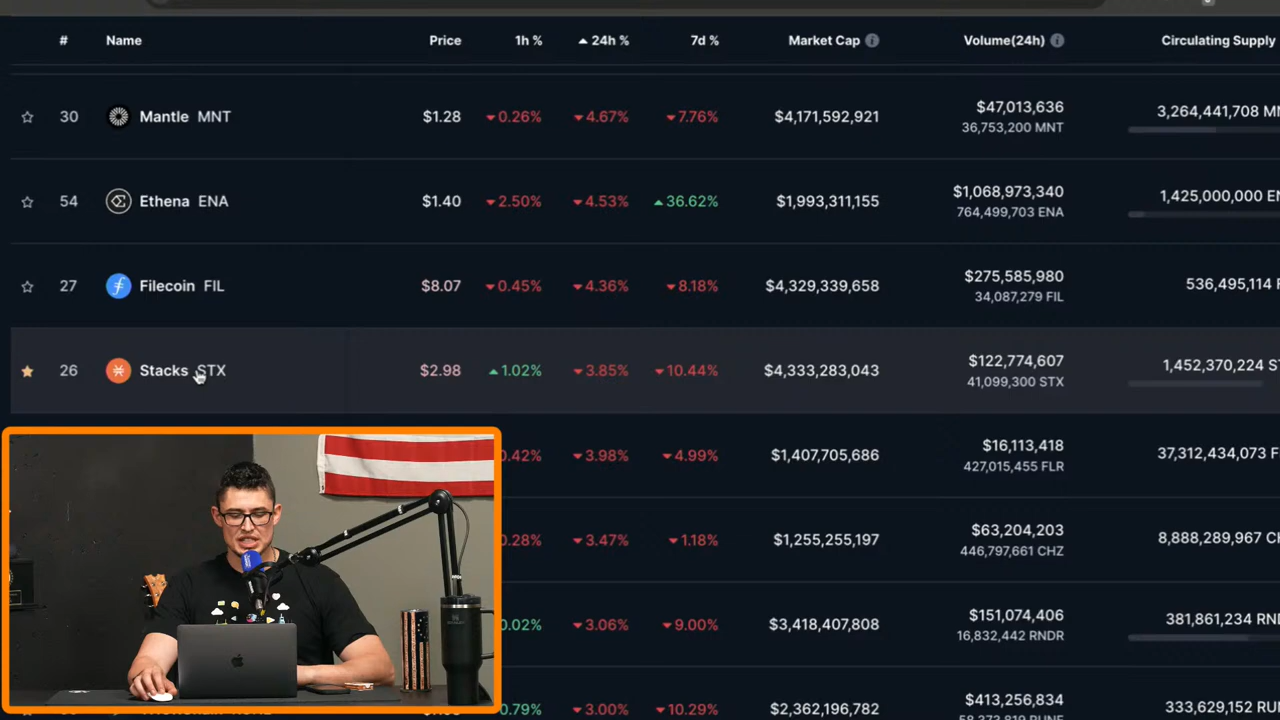 # Name Price 1h % 24h % 7d % Market Cap Volume(24h) Circulating Supply
30 Mantle MNT $1.28 0.26% 4.67% 7.76% $4,171,592,921 $47,013,636 3,264,441,708
36,753,200 MNT
54 Ethena ENA $1.40 2.50% 4.53% 36.62% $1,993,311,155 $1,068,973,340 1,425,000,000 ENA
764,499,703 ENA
27 Filecoin FIL $8.07 0.45% 4.36% 8.18% $4,329,339,658 $275,585,980 536,495,114
34,087,279 FIL
26 Stacks STX $2.98 1.02% 3.85% 10.44% $4,333,283,043 $122,774,607 1,452,370,224
41,099,300 STX
0.42% 3.98% 4.99% $1,407,705,686 $16,113,418 37,312,434,073
427,015,455 FLR
0.28% 3.47% 1.18% $1,255,255,197 $63,204,203 8,888,289,967
446,797,661 CHZ
0.02% 3.06% 9.00% $3,418,407,808 $151,074,406 381,861,234
16,832,442 RNDR
0.79% 3.00% 10.29% $2,362,196,782 $413,256,834 333,629,145